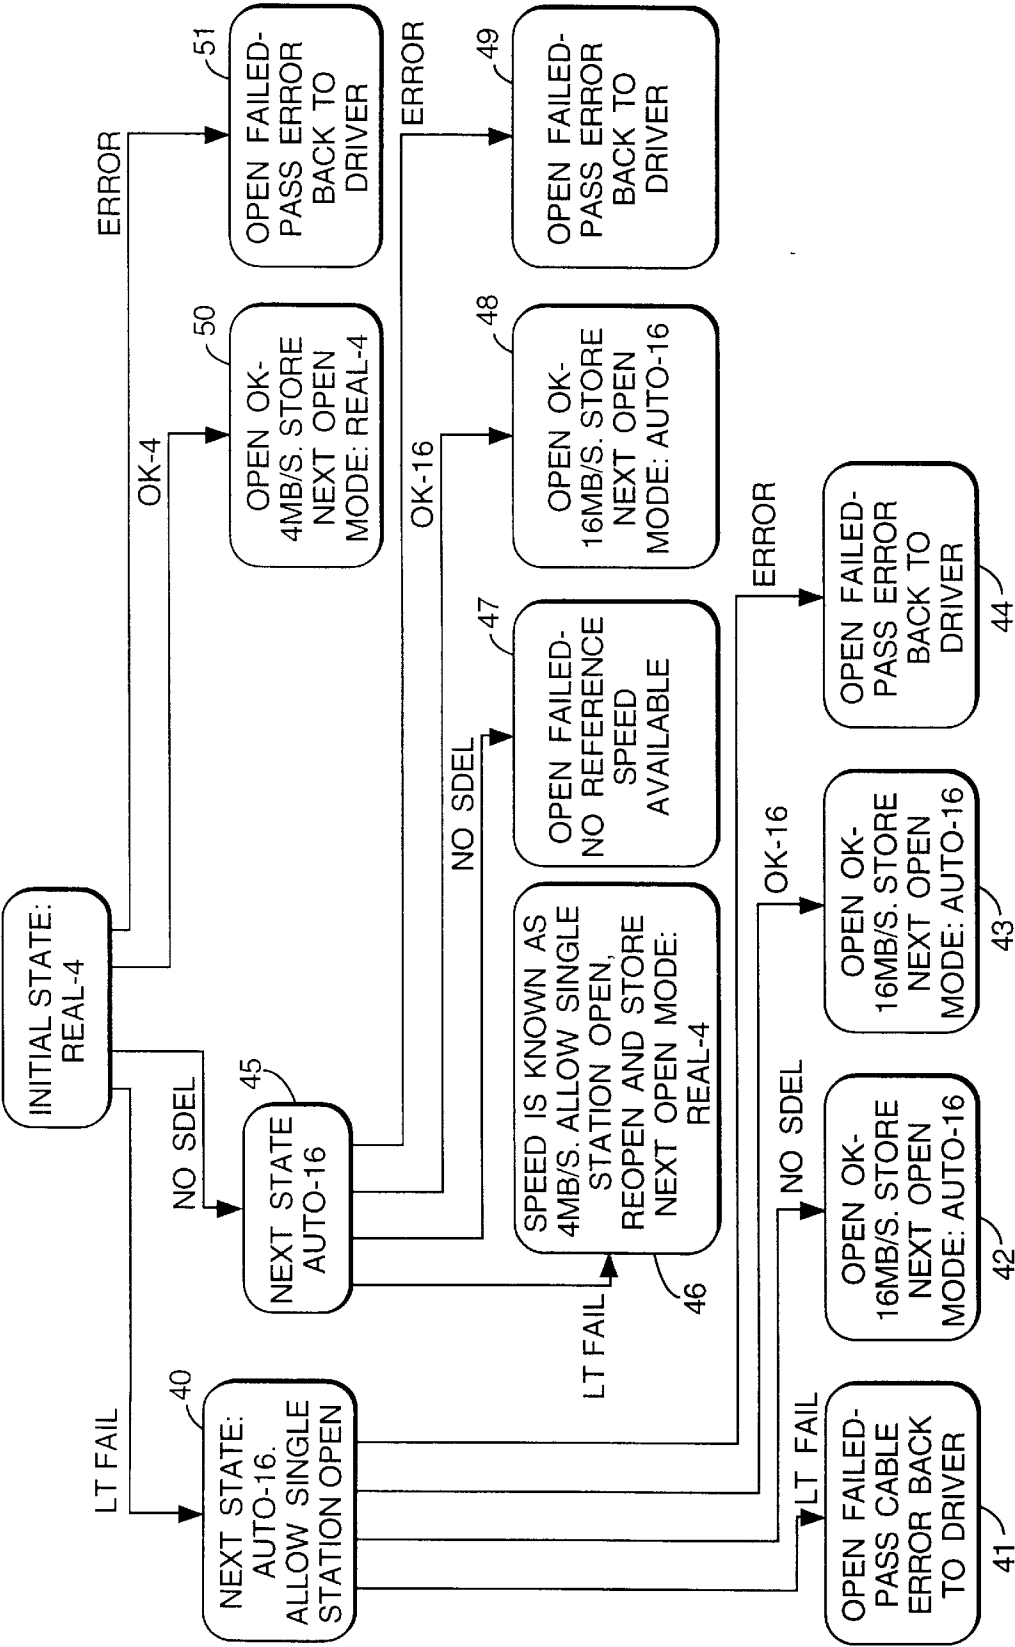 INITIAL STATE:
REAL-4
LT FAIL
NO SDEL
OK-4
ERROR
40
NEXT STATE:
AUTO-16.
ALLOW SINGLE
STATION OPEN
45
NEXT STATE
AUTO-16
50
OPEN OK-
4MB/S. STORE
NEXT OPEN
MODE: REAL-4
51
OPEN FAILED-
PASS ERROR
BACK TO
DRIVER
LT FAIL
NO SDEL
OK-16
ERROR
46
SPEED IS KNOWN AS
4MB/S. ALLOW SINGLE
STATION OPEN,
REOPEN AND STORE
NEXT OPEN MODE:
REAL-4
47
OPEN FAILED-
NO REFERENCE
SPEED
AVAILABLE
48
OPEN OK-
16MB/S. STORE
NEXT OPEN
MODE: AUTO-16
49
OPEN FAILED-
PASS ERROR
BACK TO
DRIVER
LT FAIL
NO SDEL
OK-16
ERROR
OPEN FAILED-
PASS CABLE
ERROR BACK
TO DRIVER
41
OPEN OK-
16MB/S. STORE
NEXT OPEN
MODE: AUTO-16
42
OPEN OK-
16MB/S. STORE
NEXT OPEN
MODE: AUTO-16
43
OPEN FAILED-
PASS ERROR
BACK TO
DRIVER
44